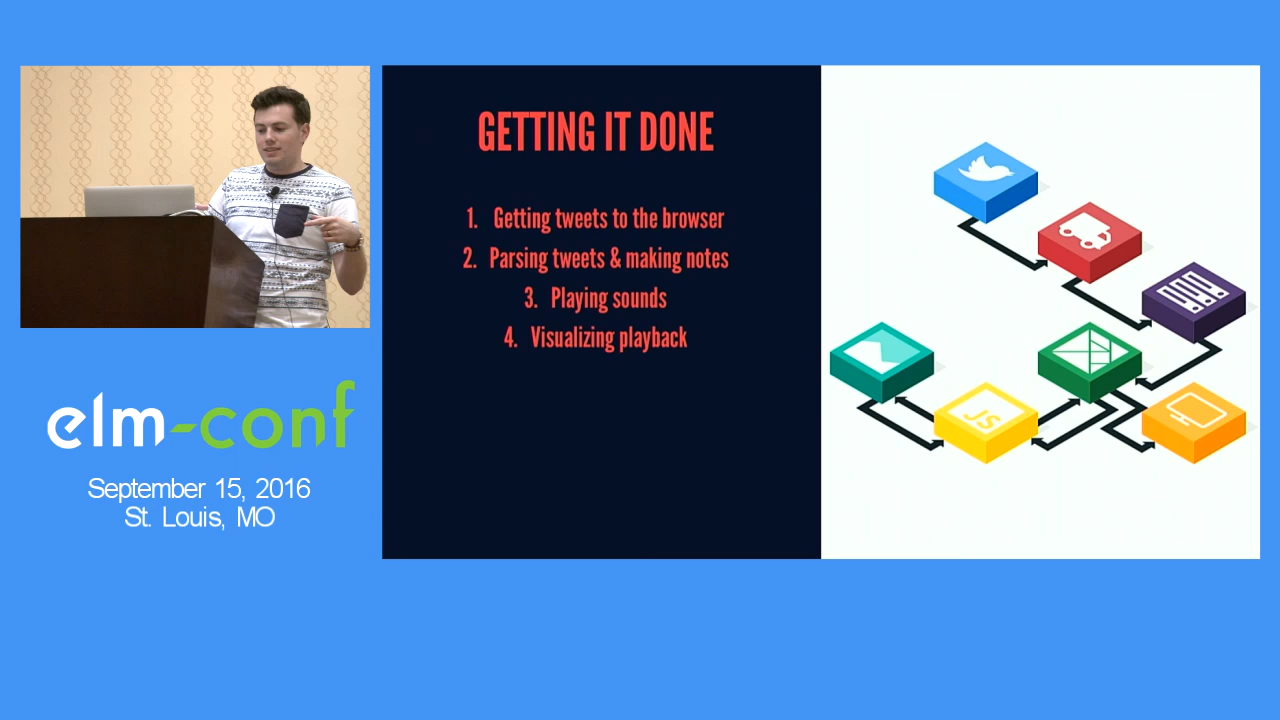 GETTING IT DONE
1. Getting tweets to the browser
2. Parsing tweets & making notes
3. Playing sounds
4. Visualizing playback
JS
elm-conf
September 15, 2016
St. Louis, MO